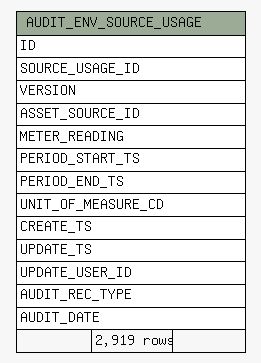 AUDIT_ENV_SOURCE_USAGE
ID
SOURCE_USAGE_ID
VERSION
ASSET_SOURCE_ID
METER_READING
PERIOD_START_TS
PERIOD_END_TS
UNIT_OF_MEASURE_CD
CREATE_TS
UPDATE_TS
UPDATE_USER_ID
AUDIT_REC_TYPE
AUDIT_DATE
2,919 rows